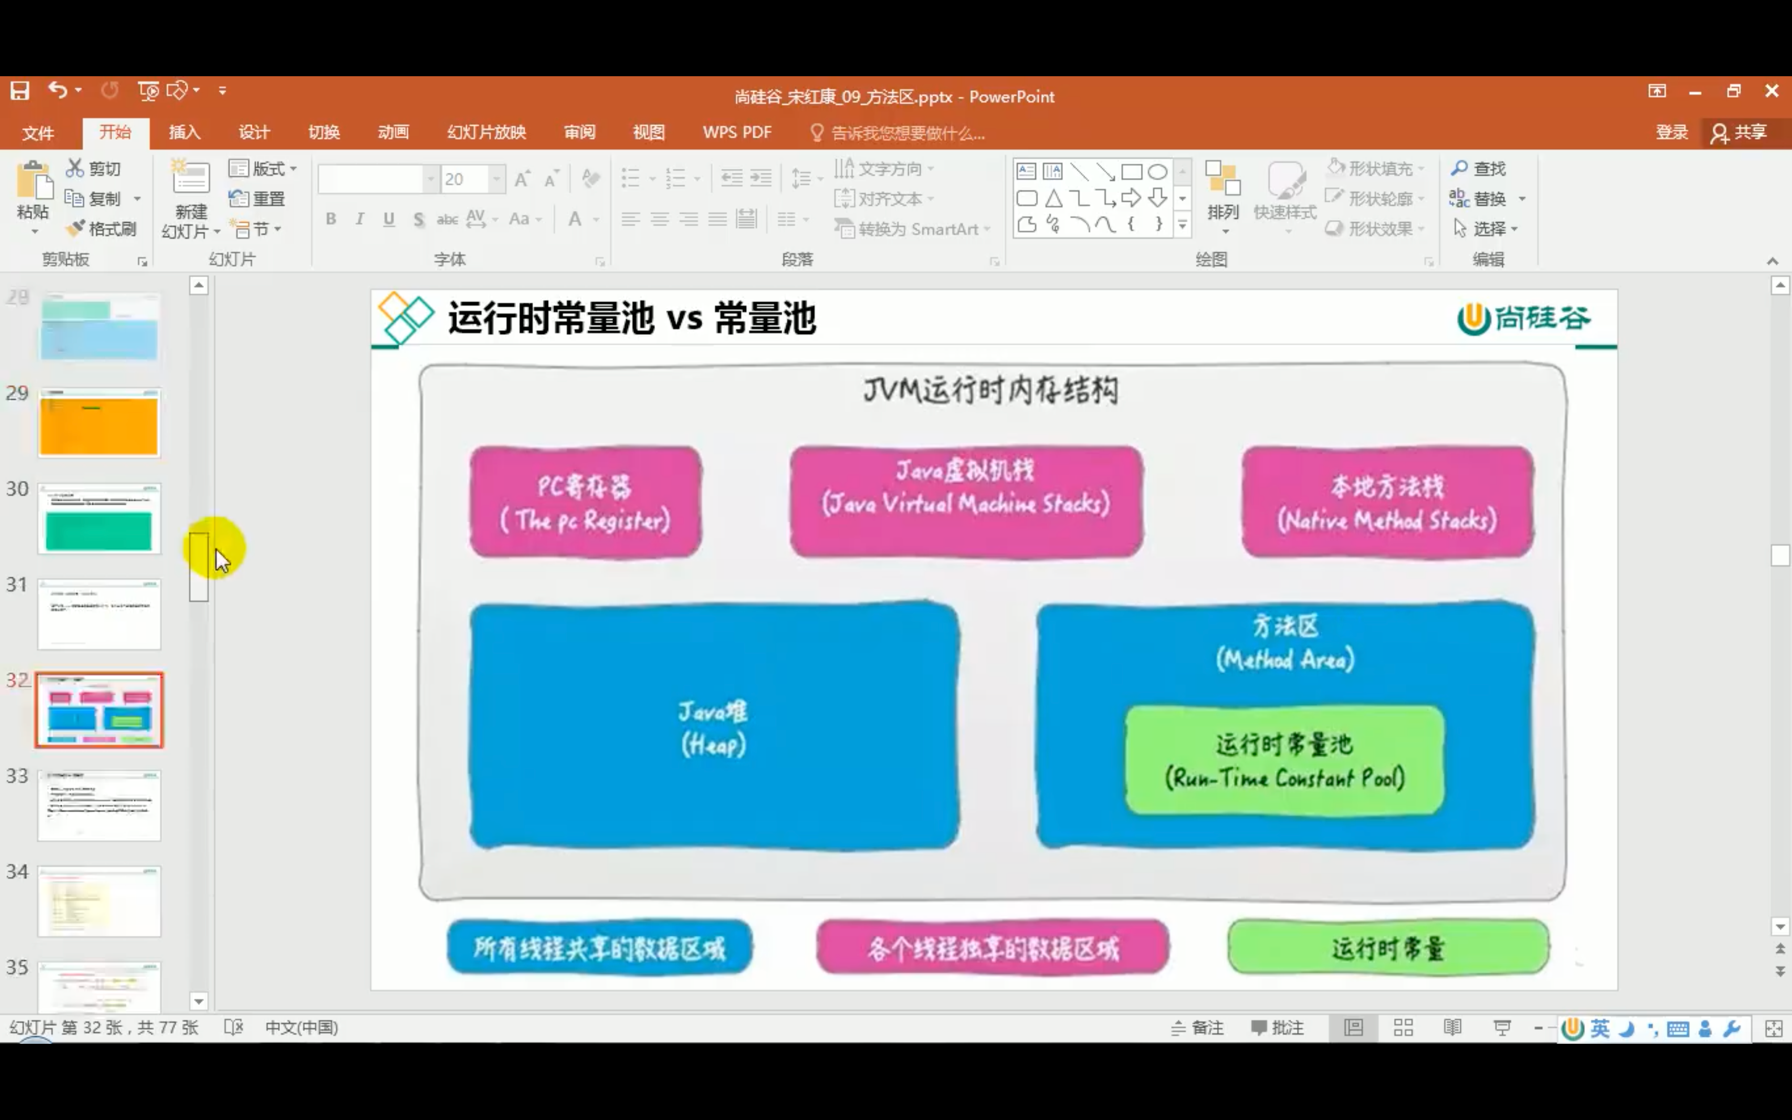 尚硅谷_宋红康_09_方法区.pptx - PowerPoint
文件 开始 插入 设计 切换 动画 幻灯片放映 审阅 视图 WPS PDF 告诉我您想要做什么... 登录 共享
粘贴
剪切
复制
格式刷
剪贴板
新建
幻灯片
版式
重置
节
幻灯片
20
B I U S abc AV Aa A
字体
文字方向
对齐文本
转换为 SmartArt
段落
排列
快速样式
形状填充
形状轮廓
形状效果
绘图
查找
替换
选择
编辑
28
29
30
31
32
33
34
35
运行时常量池 vs 常量池
尚硅谷
JVM运行时内存结构
PC寄存器
( The pc Register)
Java虚拟机栈
(Java Virtual Machine Stacks)
本地方法栈
(Native Method Stacks)
Java堆
(Heap)
方法区
(Method Area)
运行时常量池
(Run-Time Constant Pool)
所有线程共享的数据区域
各个线程独享的数据区域
运行时常量
幻灯片 第 32 张，共 77 张 中文(中国) 备注 批注 英